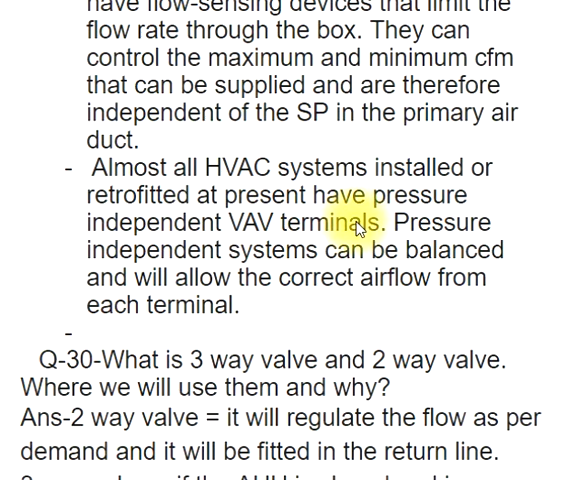 have flow-sensing devices that limit the
flow rate through the box. They can
control the maximum and minimum cfm
that can be supplied and are therefore
independent of the SP in the primary air
duct.
- Almost all HVAC systems installed or
retrofitted at present have pressure
independent VAV terminals. Pressure
independent systems can be balanced
and will allow the correct airflow from
each terminal.
-
Q-30-What is 3 way valve and 2 way valve.
Where we will use them and why?
Ans-2 way valve = it will regulate the flow as per
demand and it will be fitted in the return line.